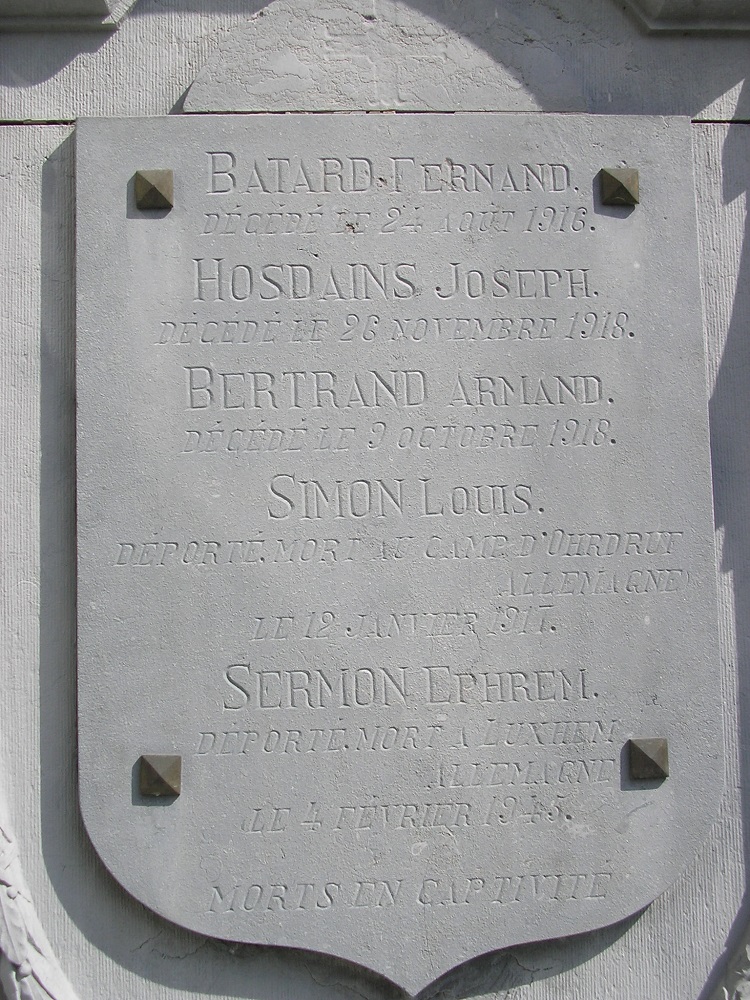 BATARD FERNAND.
DÉCÉDÉ LE 24 AOUT 1916.
HOSDAINS JOSEPH.
DÉCÉDÉ LE 26 NOVEMBRE 1918.
BERTRAND ARMAND.
DÉCÉDÉ LE 9 OCTOBRE 1918.
SIMON LOUIS.
DÉPORTÉ.MORT AU CAMP.D'OHRDRUF
ALLEMAGNE
LE 12 JANVIER 1917.
SERMON EPHREM.
DÉPORTÉ.MORT A LUXHEM
ALLEMAGNE
LE 4 FÉVRIER 1945.
MORTS EN CAPTIVITÉ